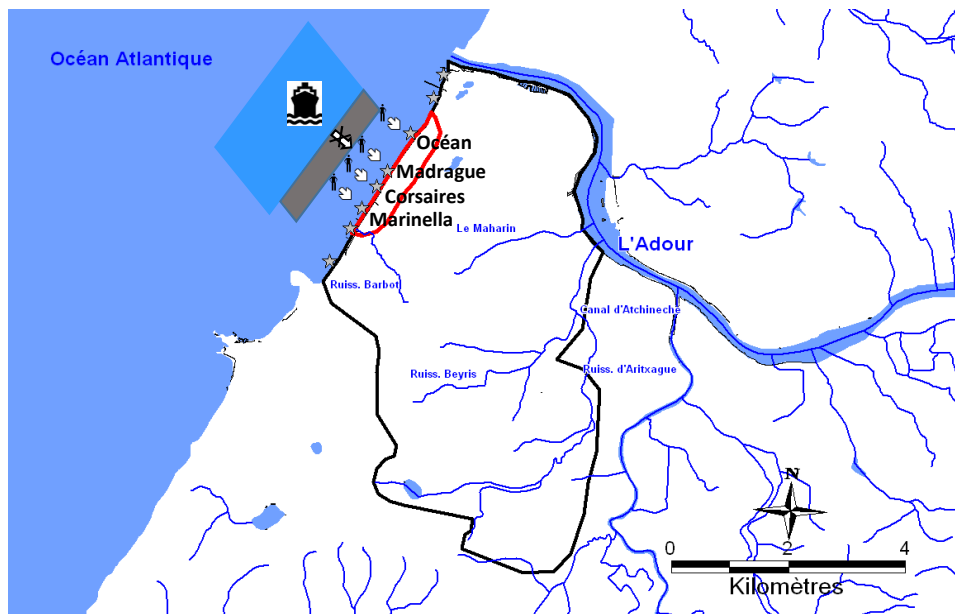 Océan Atlantique
Océan
Madrague
Corsaires
Marinella
Le Maharin
L'Adour
Ruiss. Barbot
Canal d'Atchineche
Ruiss. Beyris
Ruiss. d'Aritxague
N
0 2 4
Kilomètres